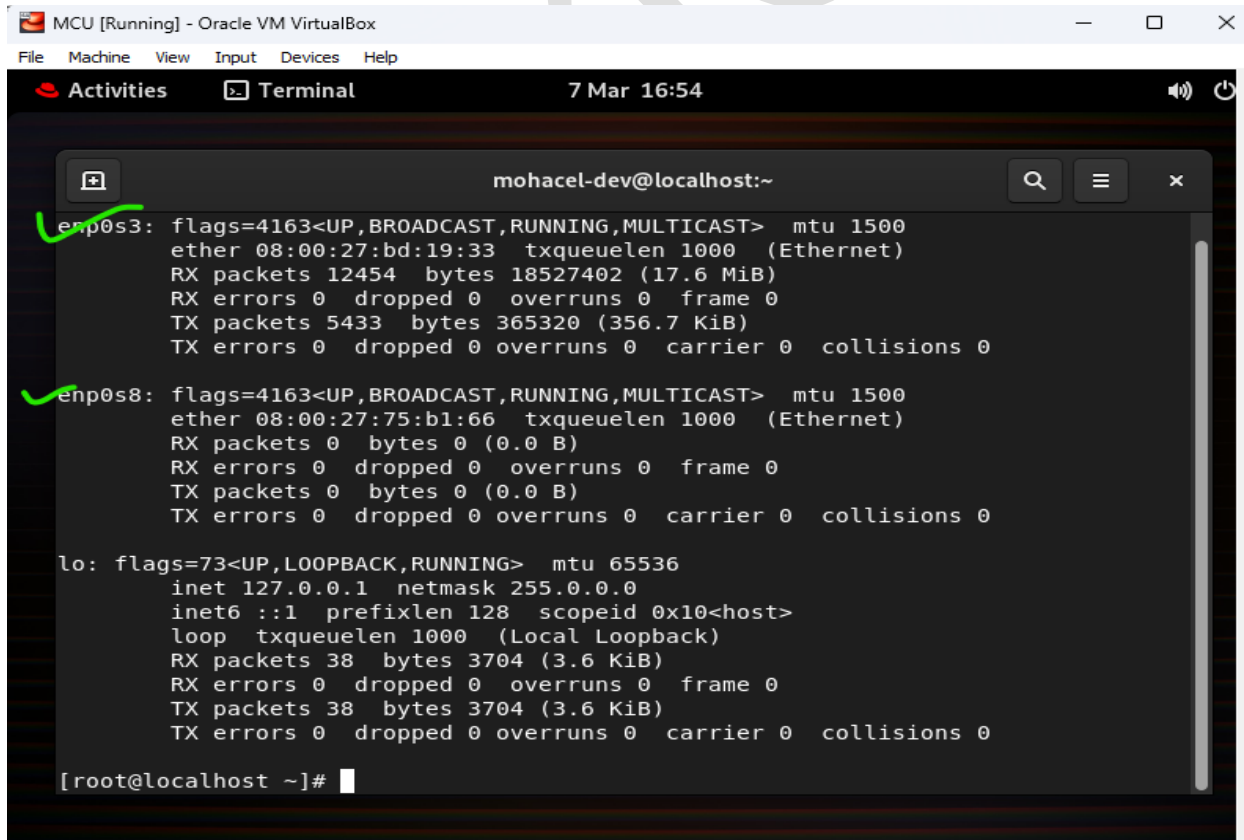 MCU [Running] - Oracle VM VirtualBox
File Machine View Input Devices Help
Activities Terminal 7 Mar 16:54
mohacel-dev@localhost:~
enp0s3: flags=4163<UP,BROADCAST,RUNNING,MULTICAST> mtu 1500
ether 08:00:27:bd:19:33 txqueuelen 1000 (Ethernet)
RX packets 12454 bytes 18527402 (17.6 MiB)
RX errors 0 dropped 0 overruns 0 frame 0
TX packets 5433 bytes 365320 (356.7 KiB)
TX errors 0 dropped 0 overruns 0 carrier 0 collisions 0
enp0s8: flags=4163<UP,BROADCAST,RUNNING,MULTICAST> mtu 1500
ether 08:00:27:75:b1:66 txqueuelen 1000 (Ethernet)
RX packets 0 bytes 0 (0.0 B)
RX errors 0 dropped 0 overruns 0 frame 0
TX packets 0 bytes 0 (0.0 B)
TX errors 0 dropped 0 overruns 0 carrier 0 collisions 0
lo: flags=73<UP,LOOPBACK,RUNNING> mtu 65536
inet 127.0.0.1 netmask 255.0.0.0
inet6 ::1 prefixlen 128 scopeid 0x10<host>
loop txqueuelen 1000 (Local Loopback)
RX packets 38 bytes 3704 (3.6 KiB)
RX errors 0 dropped 0 overruns 0 frame 0
TX packets 38 bytes 3704 (3.6 KiB)
TX errors 0 dropped 0 overruns 0 carrier 0 collisions 0
[root@localhost ~]#